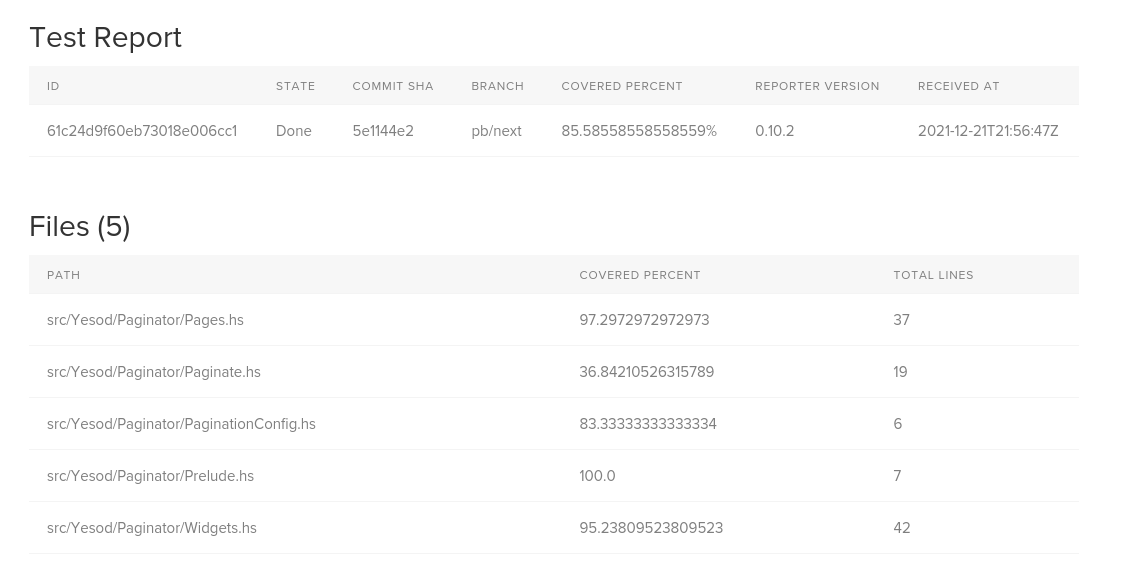 Test Report
ID STATE COMMIT SHA BRANCH COVERED PERCENT REPORTER VERSION RECEIVED AT
61c24d9f60eb73018e006cc1 Done 5e1144e2 pb/next 85.58558558558559% 0.10.2 2021-12-21T21:56:47Z
Files (5)
PATH COVERED PERCENT TOTAL LINES
src/Yesod/Paginator/Pages.hs 97.2972972972973 37
src/Yesod/Paginator/Paginate.hs 36.84210526315789 19
src/Yesod/Paginator/PaginationConfig.hs 83.33333333333334 6
src/Yesod/Paginator/Prelude.hs 100.0 7
src/Yesod/Paginator/Widgets.hs 95.23809523809523 42